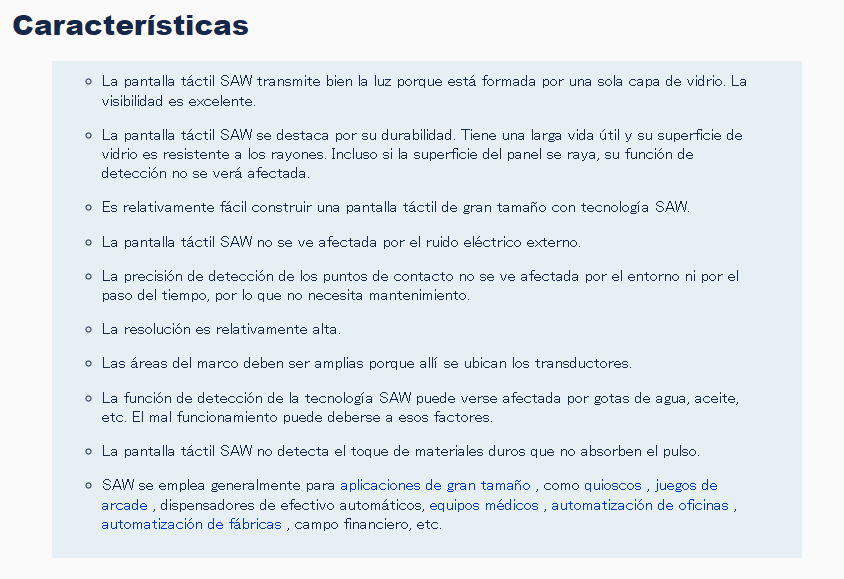 Características
La pantalla táctil SAW transmite bien la luz porque está formada por una sola capa de vidrio. La
visibilidad es excelente.
La pantalla táctil SAW se destaca por su durabilidad. Tiene una larga vida útil y su superficie de
vidrio es resistente a los rayones. Incluso si la superficie del panel se raya, su función de
detección no se verá afectada.
Es relativamente fácil construir una pantalla táctil de gran tamaño con tecnología SAW.
La pantalla táctil SAW no se ve afectada por el ruido eléctrico externo.
La precisión de detección de los puntos de contacto no se ve afectada por el entorno ni por el
paso del tiempo, por lo que no necesita mantenimiento.
La resolución es relativamente alta.
Las áreas del marco deben ser amplias porque allí se ubican los transductores.
La función de detección de la tecnología SAW puede verse afectada por gotas de agua, aceite,
etc. El mal funcionamiento puede deberse a esos factores.
La pantalla táctil SAW no detecta el toque de materiales duros que no absorben el pulso.
SAW se emplea generalmente para aplicaciones de gran tamaño , como quioscos , juegos de
arcade , dispensadores de efectivo automáticos, equipos médicos , automatización de oficinas ,
automatización de fábricas , campo financiero, etc.